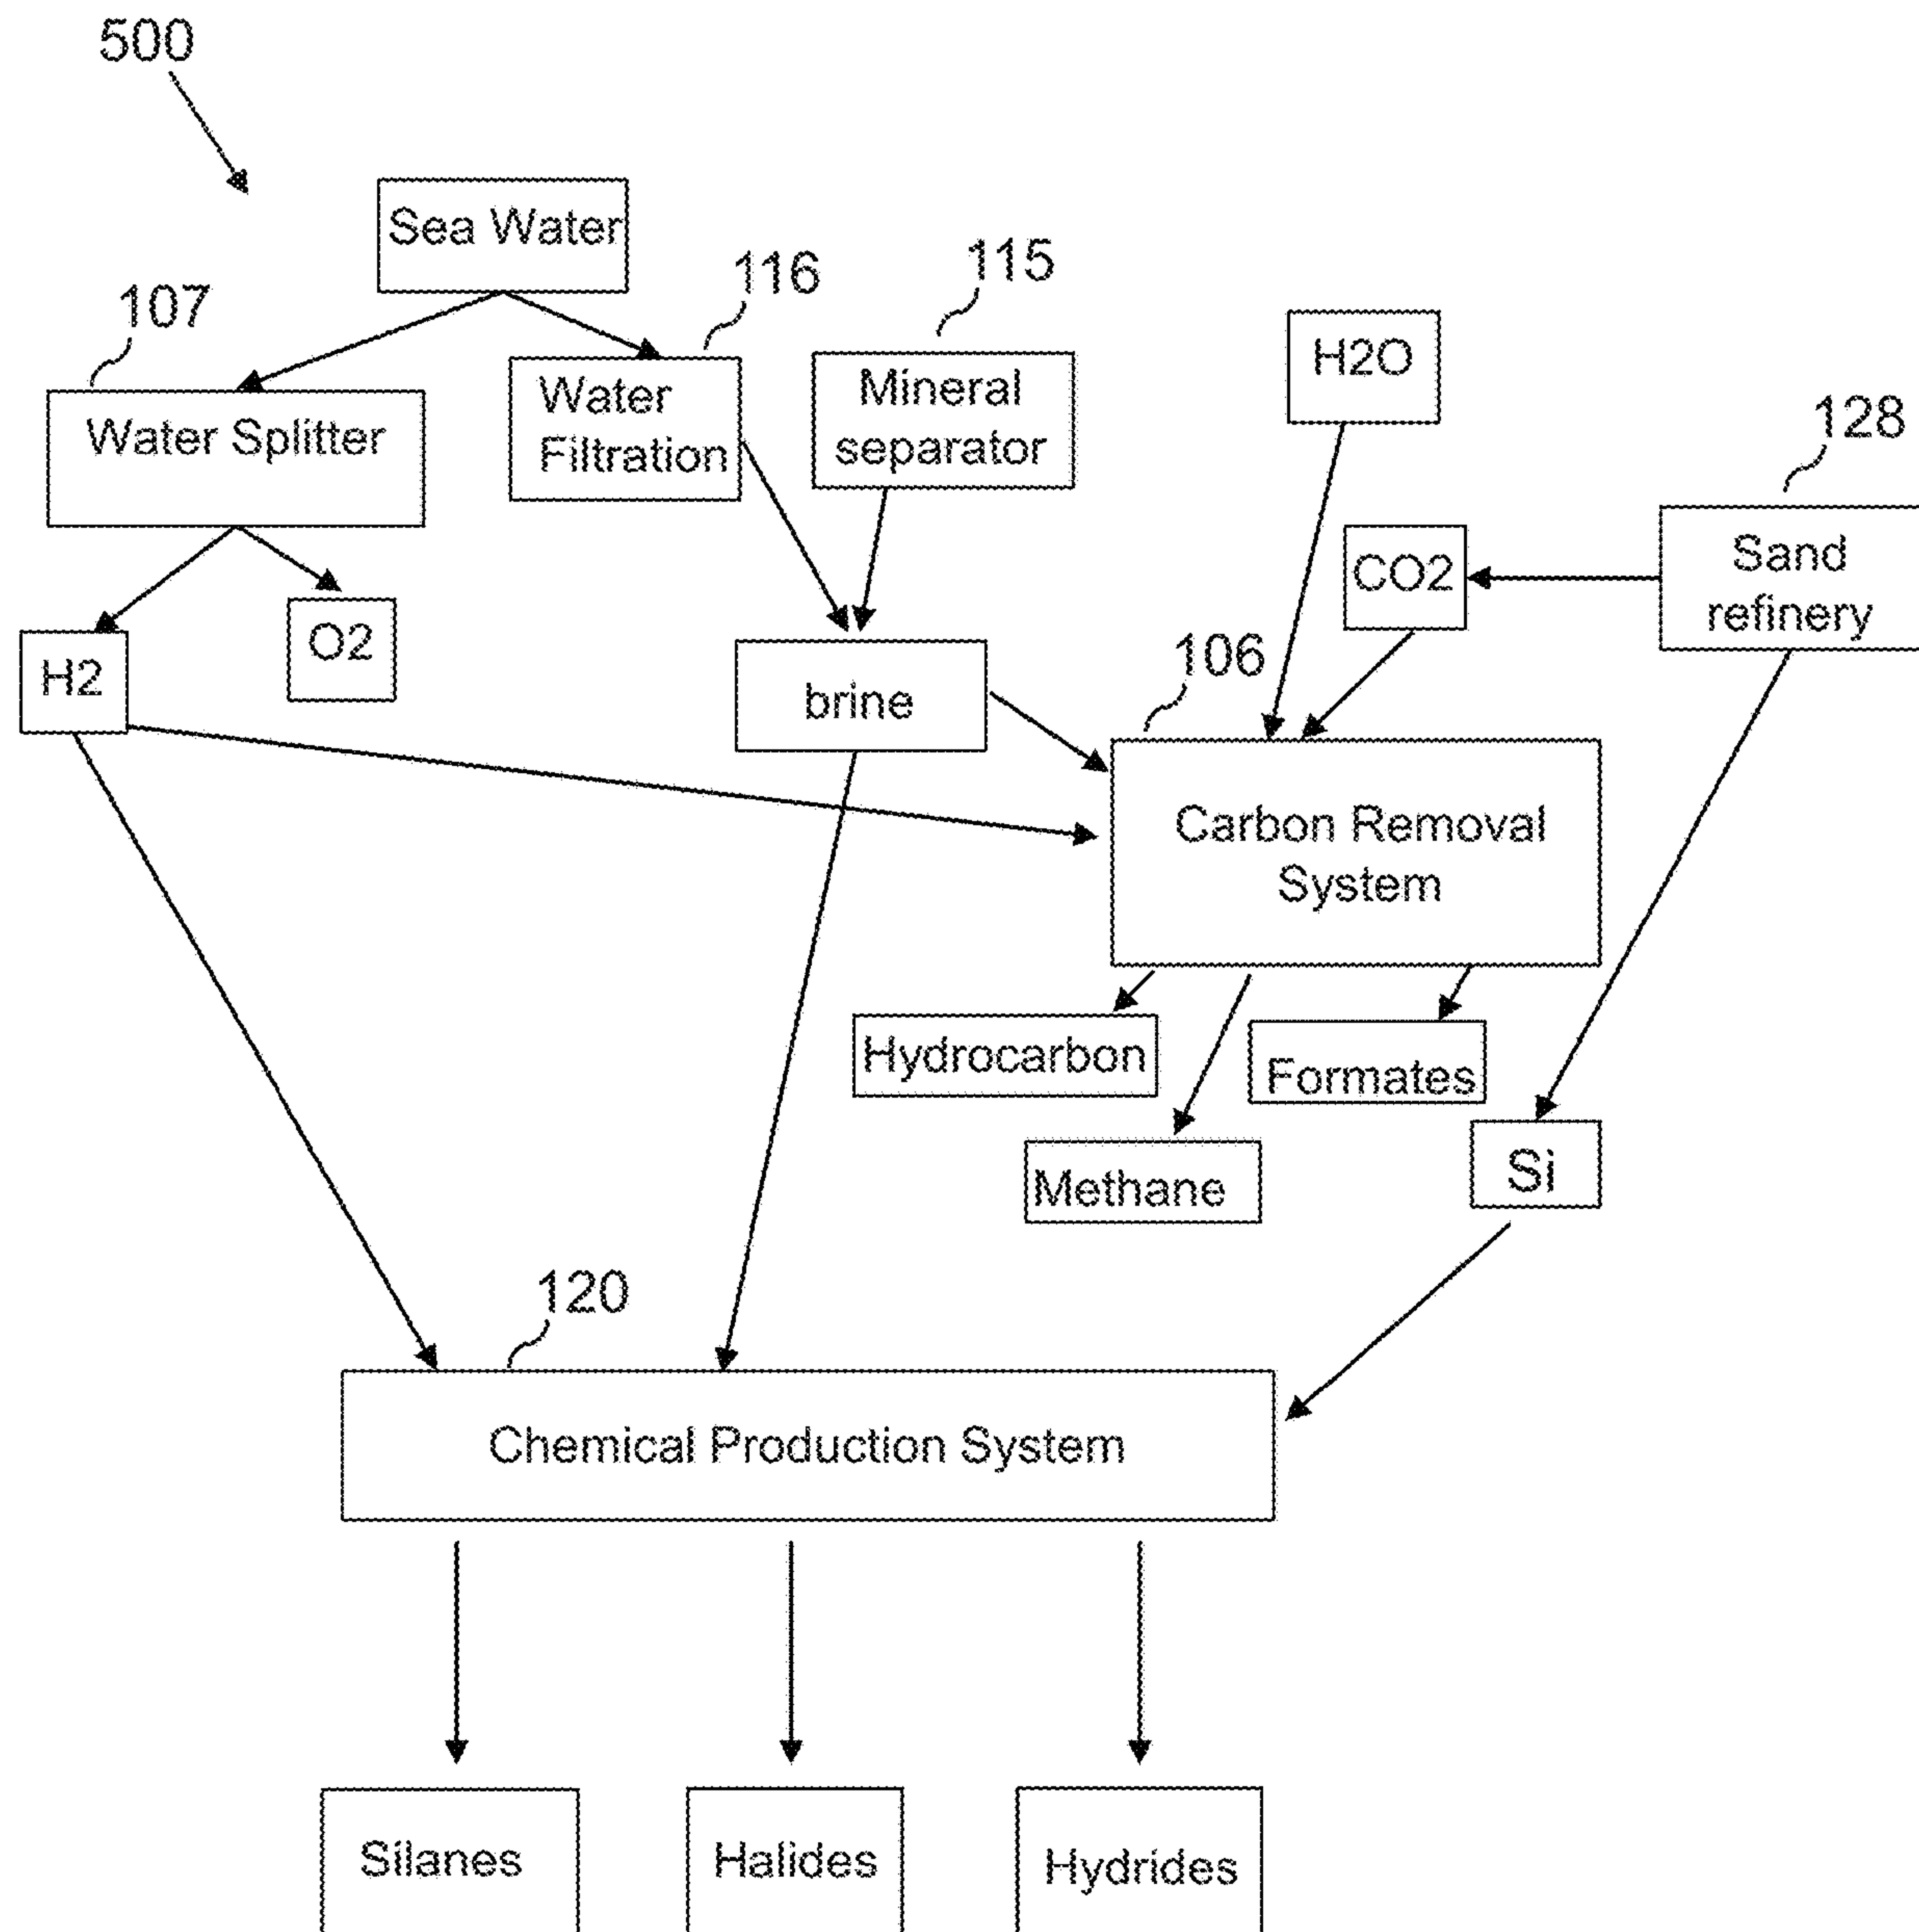 500
Sea Water
107
116
115
Water Splitter
Water
Filtration
Mineral
separator
H2O
128
CO2
Sand
refinery
H2
O2
brine
106
Carbon Removal
System
Hydrocarbon
Formates
Methane
Si
120
Chemical Production System
Silanes
Halides
Hydrides